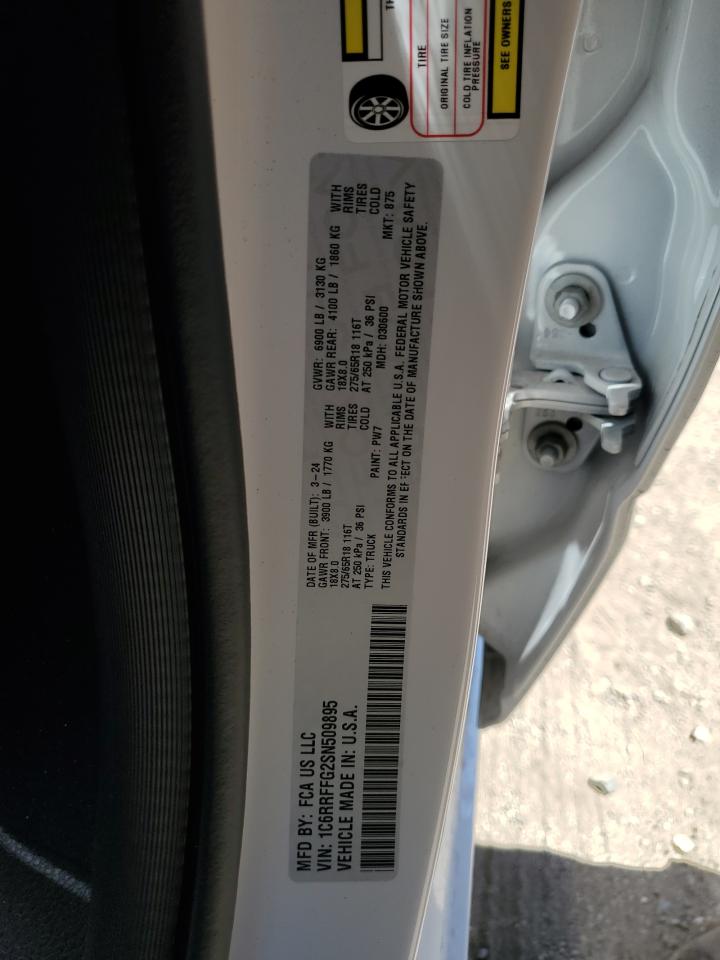 MFD BY: FCA US LLC
VIN: 1C6RRFFG2SN509895
VEHICLE MADE IN: U.S.A.
DATE OF MFR (BUILT): 3-24
GAWR FRONT: 3900 LB / 1770 KG WITH
18X8.0 RIMS
275/65R18 116T TIRES
AT 250 kPa / 36 PSI COLD
TYPE: TRUCK PAINT: PW7
GVWR: 6900 LB / 3130 KG
GAWR REAR: 4100 LB / 1860 KG WITH
18X8.0 RIMS
275/65R18 116T TIRES
AT 250 kPa / 36 PSI COLD
MDH: 030600 MKT: 875
THIS VEHICLE CONFORMS TO ALL APPLICABLE U.S.A. FEDERAL MOTOR VEHICLE SAFETY
STANDARDS IN EFFECT ON THE DATE OF MANUFACTURE SHOWN ABOVE.
TIRE
ORIGINAL TIRE SIZE
COLD TIRE INFLATION
PRESSURE
SEE OWNERS